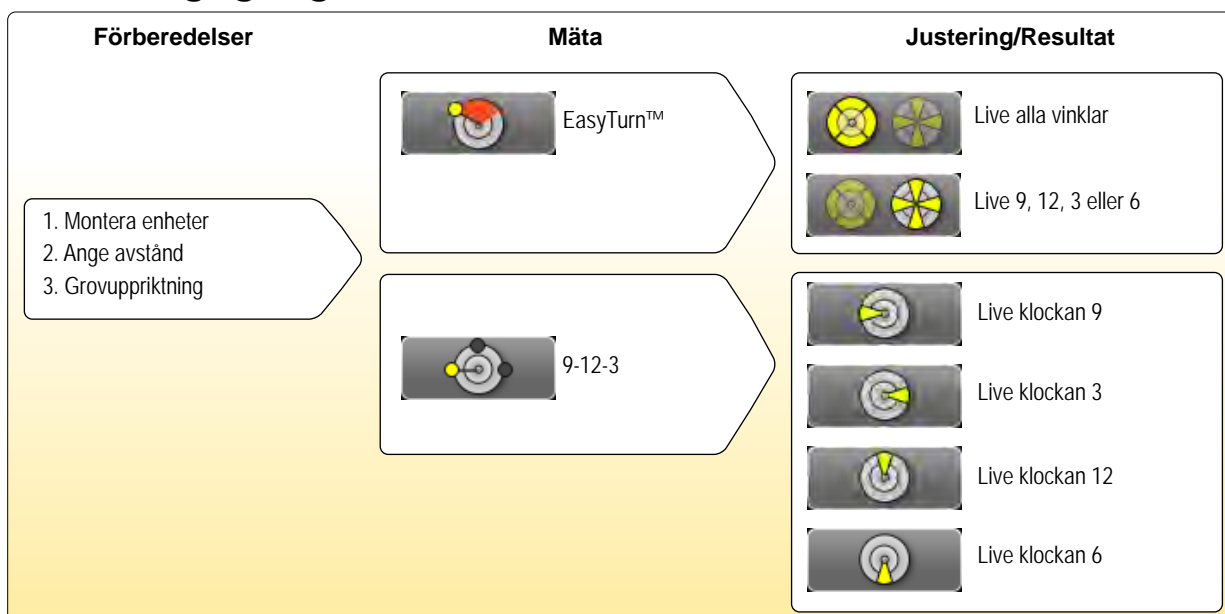 Förberedelser
Mäta
Justering/Resultat
1. Montera enheter
2. Ange avstånd
3. Grovuppriktning
EasyTurn™
9-12-3
Live alla vinklar
Live 9, 12, 3 eller 6
Live klockan 9
Live klockan 3
Live klockan 12
Live klockan 6